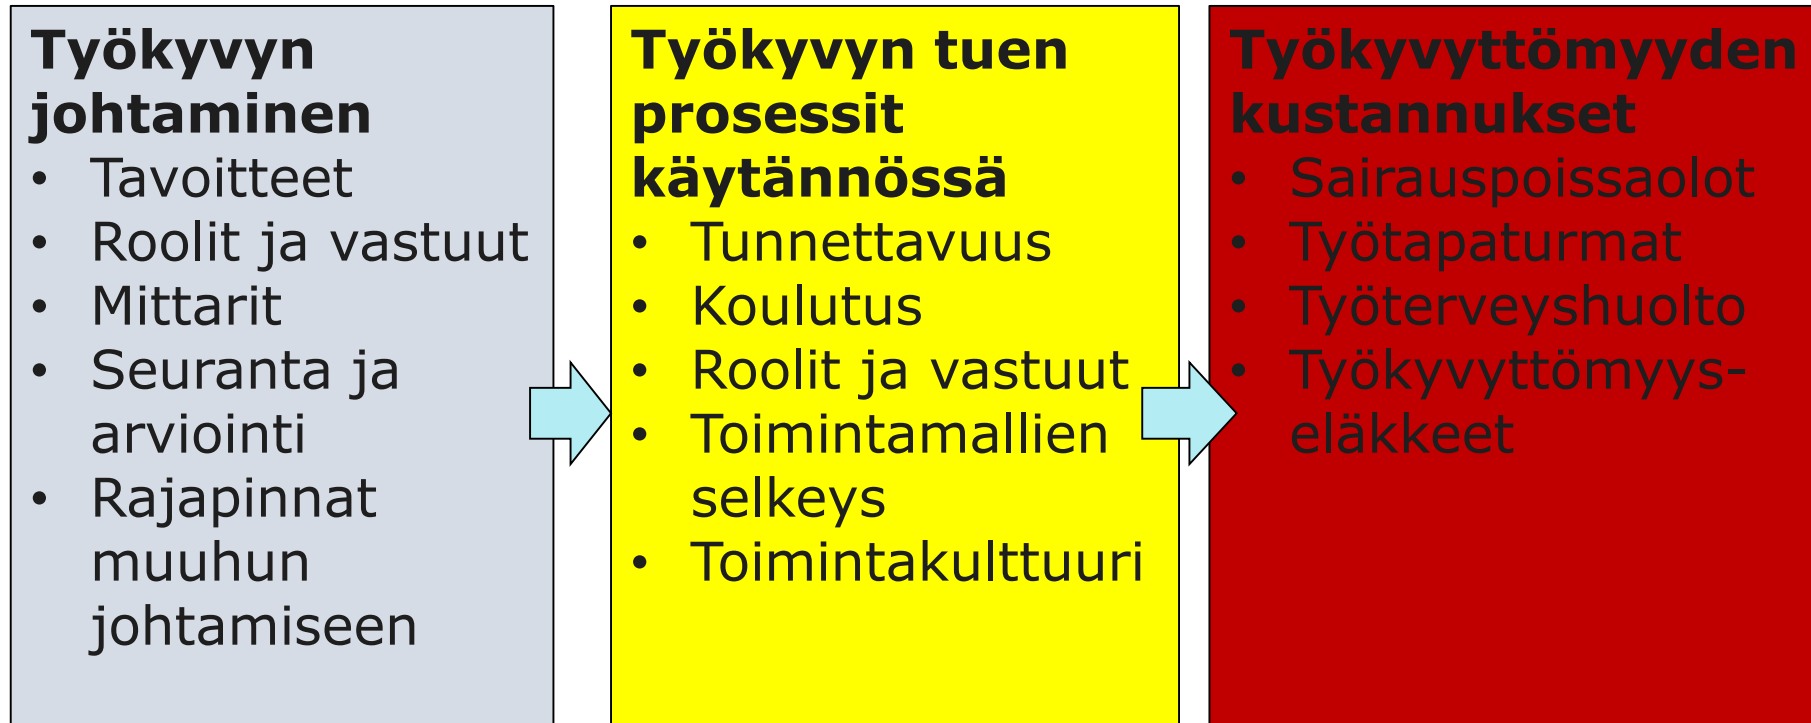 Työkyvyn
johtaminen
• Tavoitteet
• Roolit ja vastuut
• Mittarit
• Seuranta ja
arviointi
• Rajapinnat
muuhun
johtamiseen
Työkyvyn tuen
prosessit
käytännössä
• Tunnettavuus
• Koulutus
• Roolit ja vastuut
• Toimintamallien
selkeys
• Toimintakulttuuri
Työkyvyttömyyden
kustannukset
• Sairauspoissaolot
• Työtapaturmat
• Työterveyshuolto
• Työkyvyttömyys-
eläkkeet